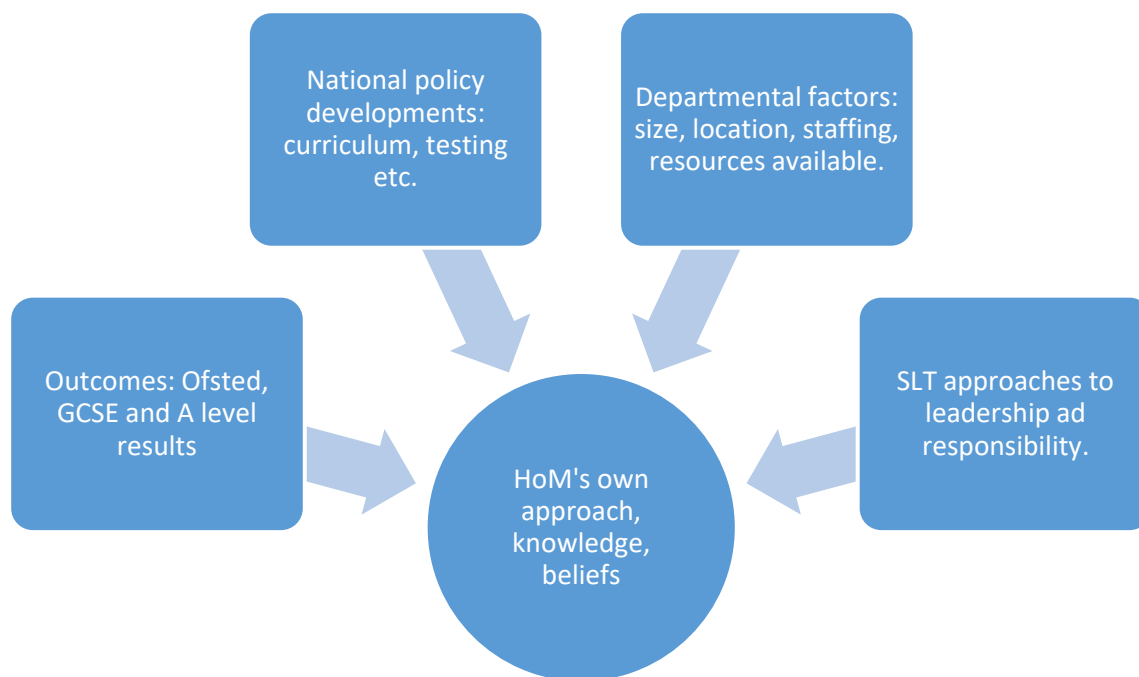 National policy
developments:
curriculum, testing
etc.
Departmental factors:
size, location, staffing,
resources available.
Outcomes: Ofsted,
GCSE and A level
results
SLT approaches to
leadership ad
responsibility.
HoM's own
approach,
knowledge,
beliefs